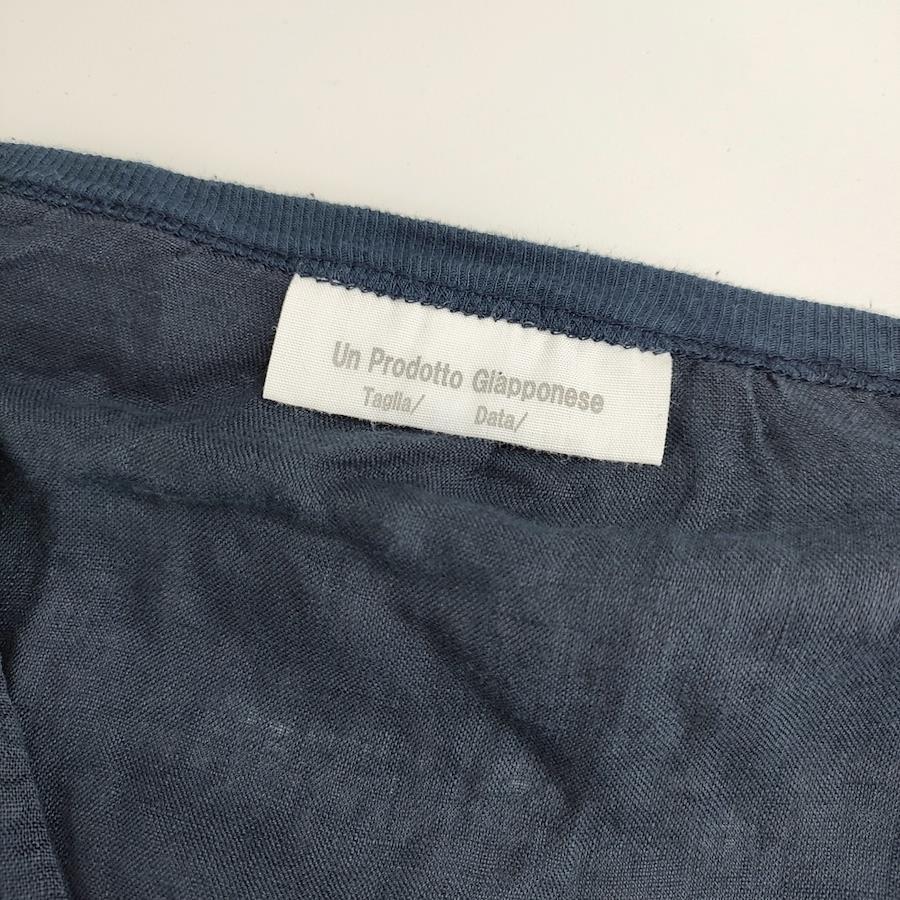 Un Prodotto Giapponese
Taglia/ Data/